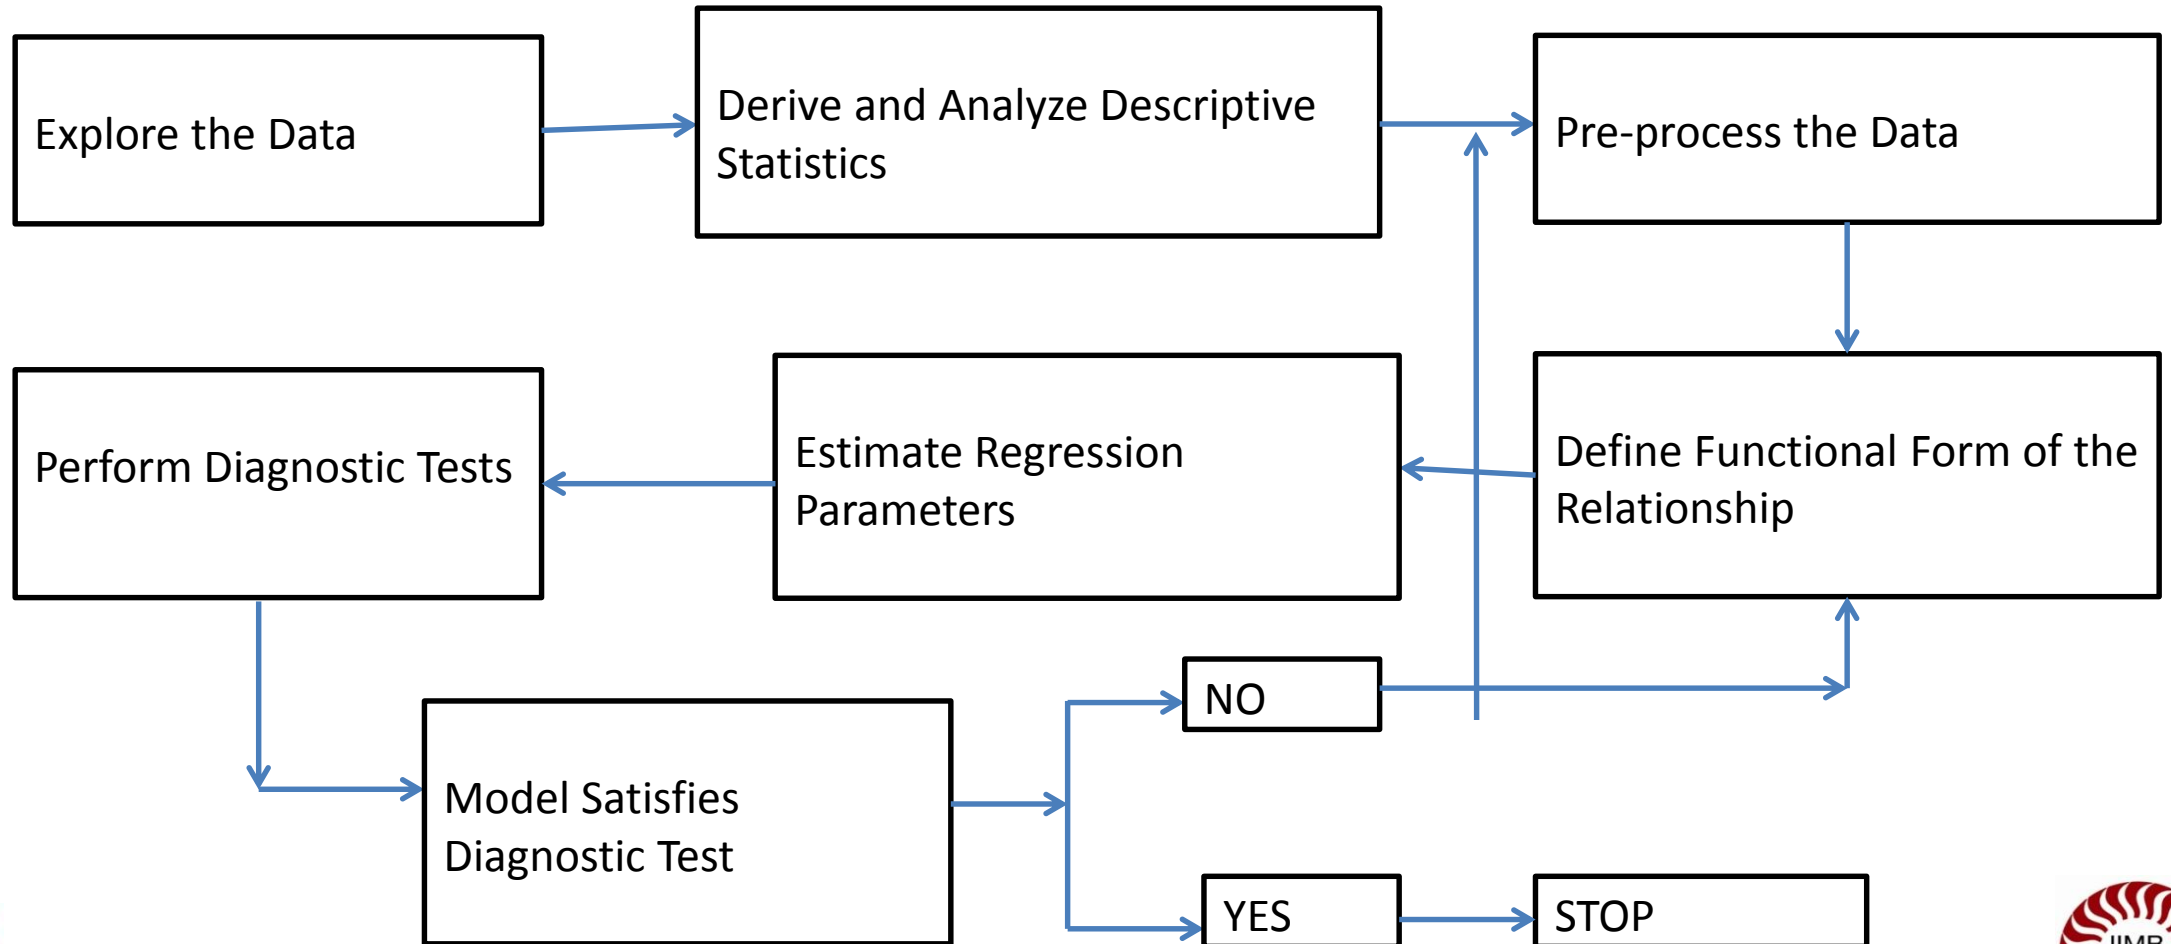 Explore the Data
Derive and Analyze Descriptive
Statistics
Pre-process the Data
Define Functional Form of the
Relationship
Estimate Regression
Parameters
Perform Diagnostic Tests
Model Satisfies
Diagnostic Test
NO
YES
STOP